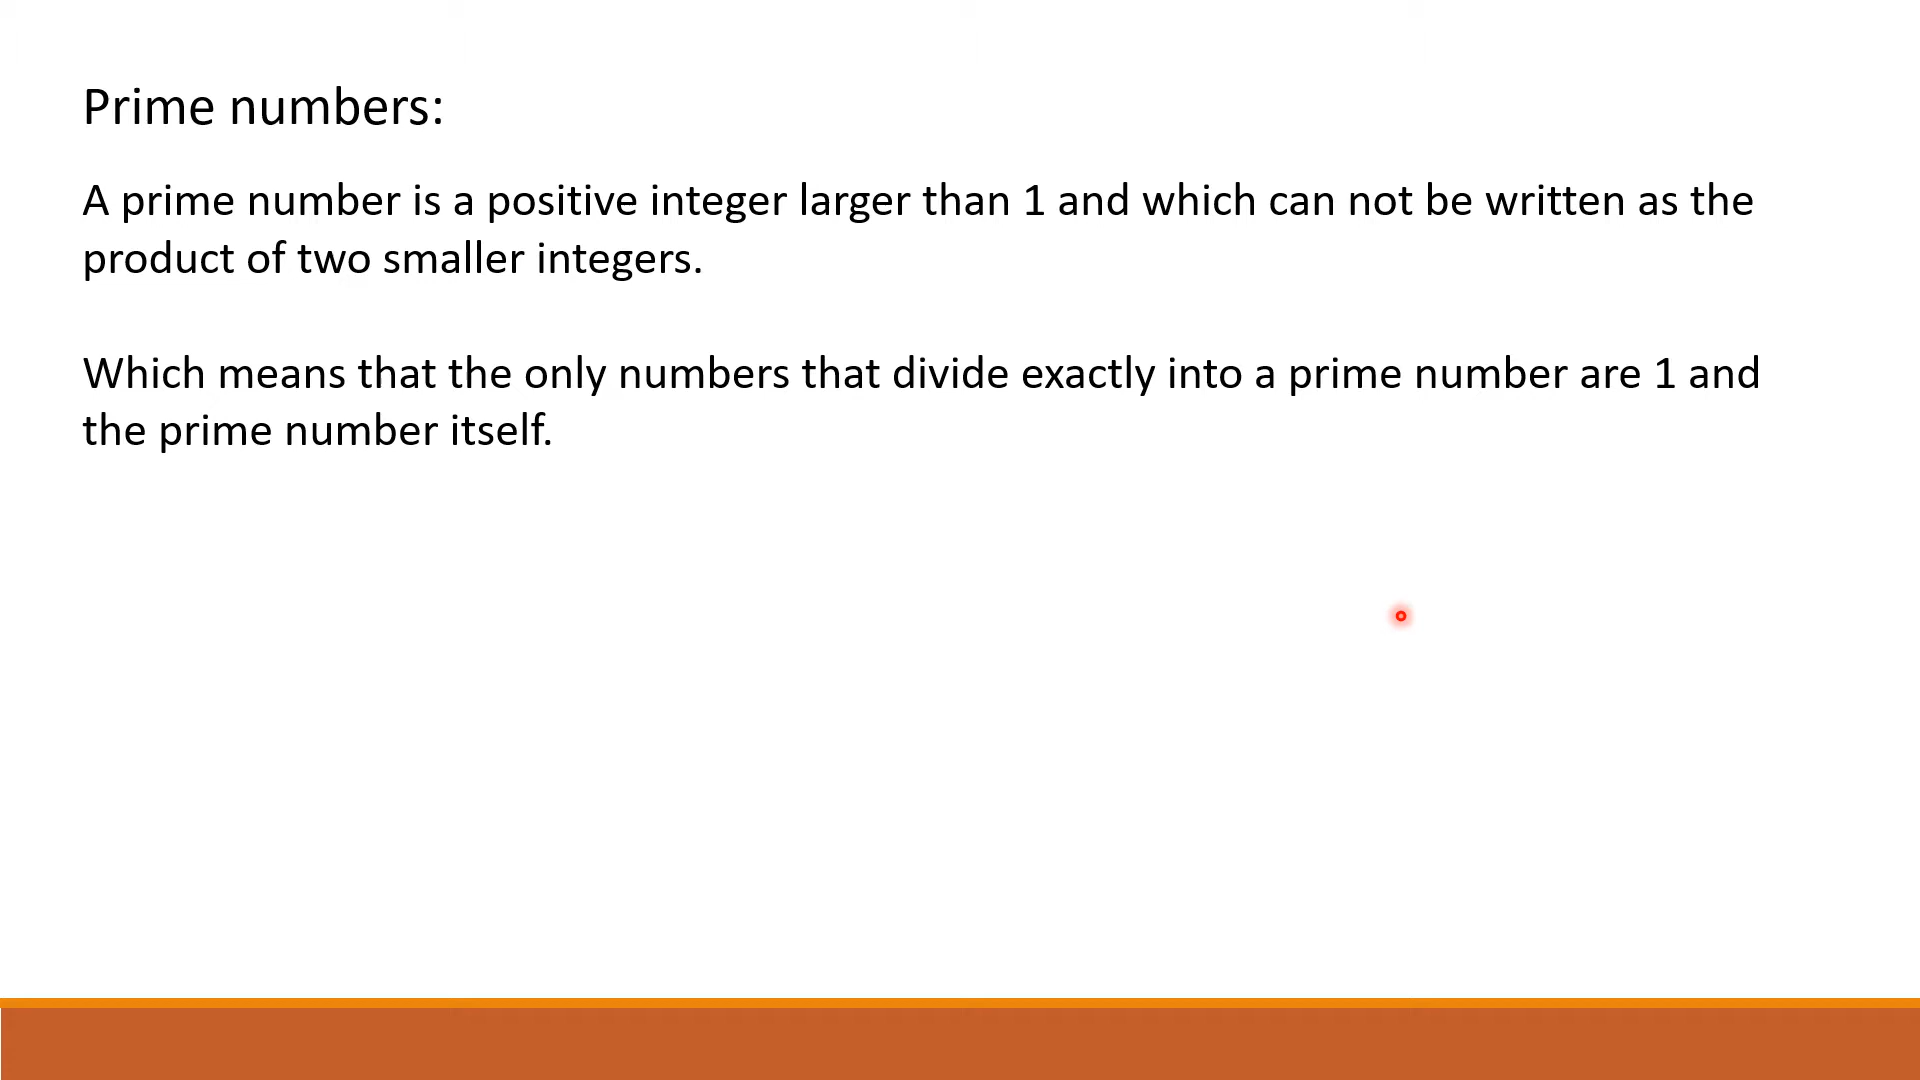 Prime numbers:
A prime number is a positive integer larger than 1 and which can not be written as the
product of two smaller integers.
Which means that the only numbers that divide exactly into a prime number are 1 and
the prime number itself.